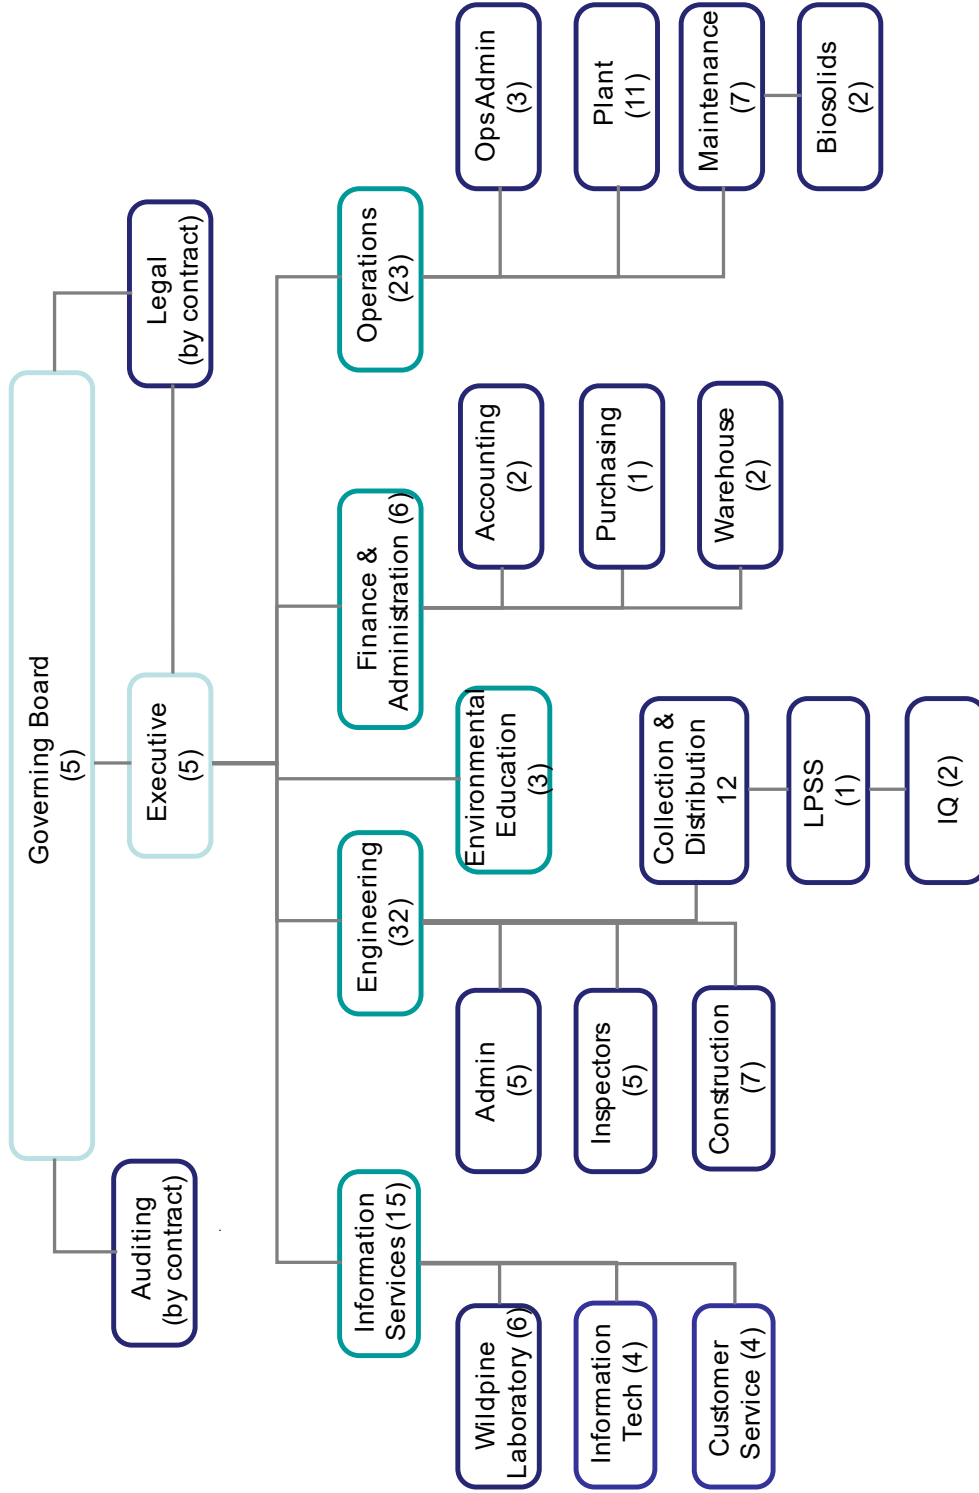 Governing Board
(5)
Auditing
(by contract)
Executive
(5)
Legal
(by contract)
Information
Services (15)
Engineering
(32)
Environmental
Education
(3)
Finance &
Administration (6)
Operations
(23)
Wildpine
Laboratory (6)
Information
Tech (4)
Customer
Service (4)
Admin
(5)
Inspectors
(5)
Construction
(7)
Collection &
Distribution
12
LPSS
(1)
IQ (2)
Accounting
(2)
Purchasing
(1)
Warehouse
(2)
Ops Admin
(3)
Plant
(11)
Maintenance
(7)
Biosolids
(2)